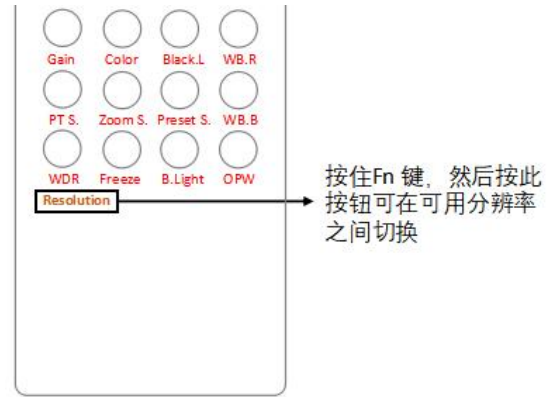 Gain Color Black.L WB.R
PT S. Zoom S. Preset S. WB.B
WDR Freeze B.Light OPW
Resolution
按住Fn 键，然后按此
按钮可在可用分辨率
之间切换